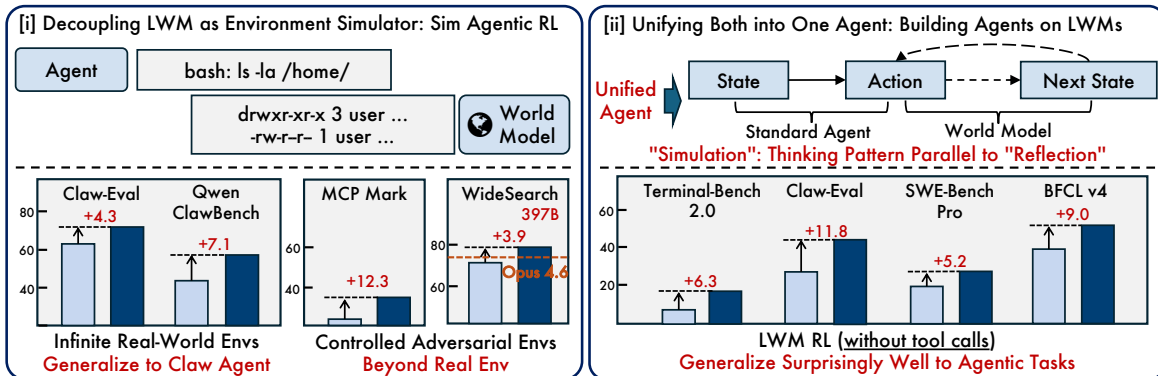 [i] Decoupling LWM as Environment Simulator: Sim Agentic RL
Agent
bash: ls -la /home/
drwxr-xr-x 3 user ...
-rw-r--r-- 1 user ...
World
Model
Claw-Eval
Qwen
ClawBench
MCP Mark
WideSearch
397B
80
60
40
+4.3
+7.1
60
40
+12.3
80
60
+3.9
Opus 4.6
Infinite Real-World Envs
Generalize to Claw Agent
Controlled Adversarial Envs
Beyond Real Env
[ii] Unifying Both into One Agent: Building Agents on LWMs
Unified
Agent
State
Action
Next State
Standard Agent
World Model
"Simulation": Thinking Pattern Parallel to "Reflection"
Terminal-Bench
2.0
Claw-Eval
SWE-Bench
Pro
BFCL v4
60
40
20
+6.3
+11.8
+5.2
+9.0
LWM RL (without tool calls)
Generalize Surprisingly Well to Agentic Tasks